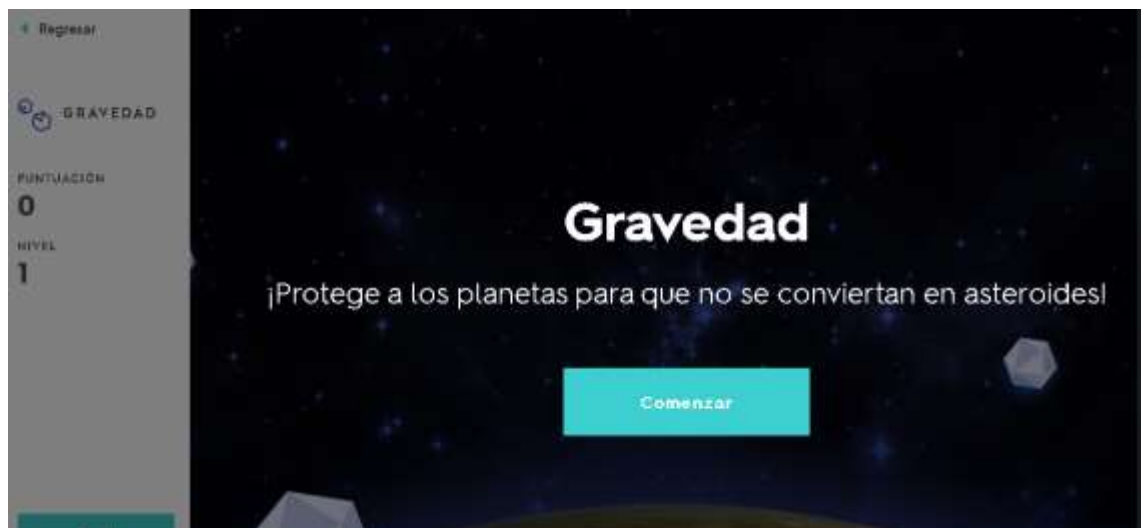 Regresar
GRAVEDAD
PUNTUACIÓN
0
NIVEL
1
Gravedad
¡Protege a los planetas para que no se conviertan en asteroides!
Comenzar